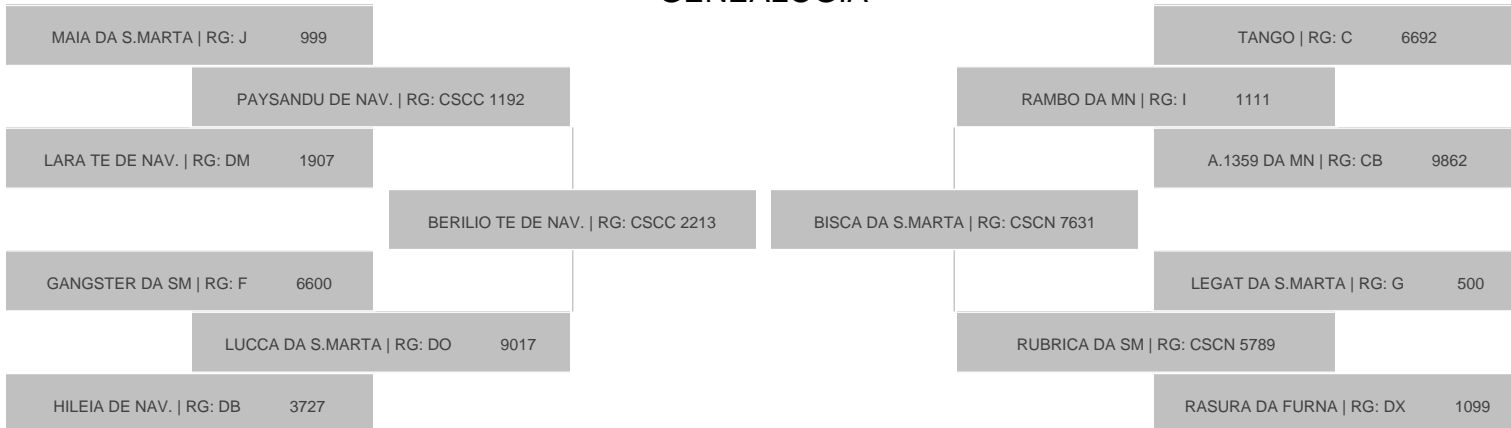 GENEALOGIA
MAIA DA S.MARTA | RG: J 999
TANGO | RG: C 6692
PAYSANDU DE NAV. | RG: CSCC 1192
RAMBO DA MN | RG: I 1111
LARA TE DE NAV. | RG: DM 1907
A.1359 DA MN | RG: CB 9862
BERILIO TE DE NAV. | RG: CSCC 2213
BISCA DA S.MARTA | RG: CSCN 7631
GANGSTER DA SM | RG: F 6600
LEGAT DA S.MARTA | RG: G 500
LUCCA DA S.MARTA | RG: DO 9017
RUBRICA DA SM | RG: CSCN 5789
HILEIA DE NAV. | RG: DB 3727
RASURA DA FURNA | RG: DX 1099